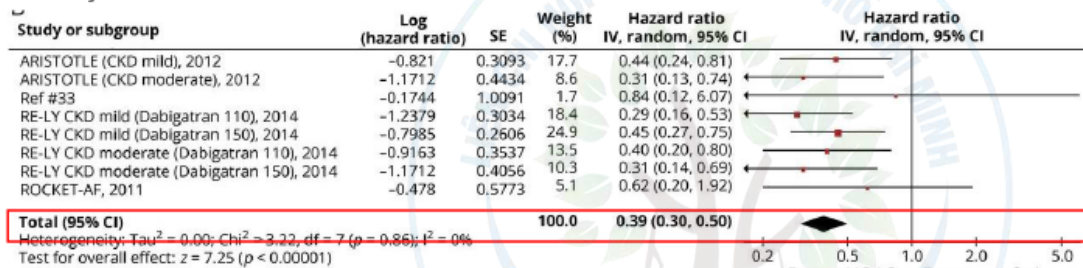 Study or subgroup Log (hazard ratio) SE Weight (%) Hazard ratio IV, random, 95% CI Hazard ratio IV, random, 95% CI
ARISTOTLE (CKD mild), 2012 −0.821 0.3093 17.7 0.44 (0.24, 0.81)
ARISTOTLE (CKD moderate), 2012 −1.1712 0.4434 8.6 0.31 (0.13, 0.74)
Ref #33 −0.1744 1.0091 1.7 0.84 (0.12, 6.07)
RE-LY CKD mild (Dabigatran 110), 2014 −1.2379 0.3034 18.4 0.29 (0.16, 0.53)
RE-LY CKD mild (Dabigatran 150), 2014 −0.7985 0.2606 24.9 0.45 (0.27, 0.75)
RE-LY CKD moderate (Dabigatran 110), 2014 −0.9163 0.3537 13.5 0.40 (0.20, 0.80)
RE-LY CKD moderate (Dabigatran 150), 2014 −1.1712 0.4056 10.3 0.31 (0.14, 0.69)
ROCKET-AF, 2011 −0.478 0.5773 5.1 0.62 (0.20, 1.92)
Total (95% CI) 100.0 0.39 (0.30, 0.50)
Heterogeneity: Tau² = 0.00; Chi² = 3.22, df = 7 (p = 0.86); I² = 0%
Test for overall effect: z = 7.25 (p < 0.00001)
0.2 0.5 1.0 2.0 5.0